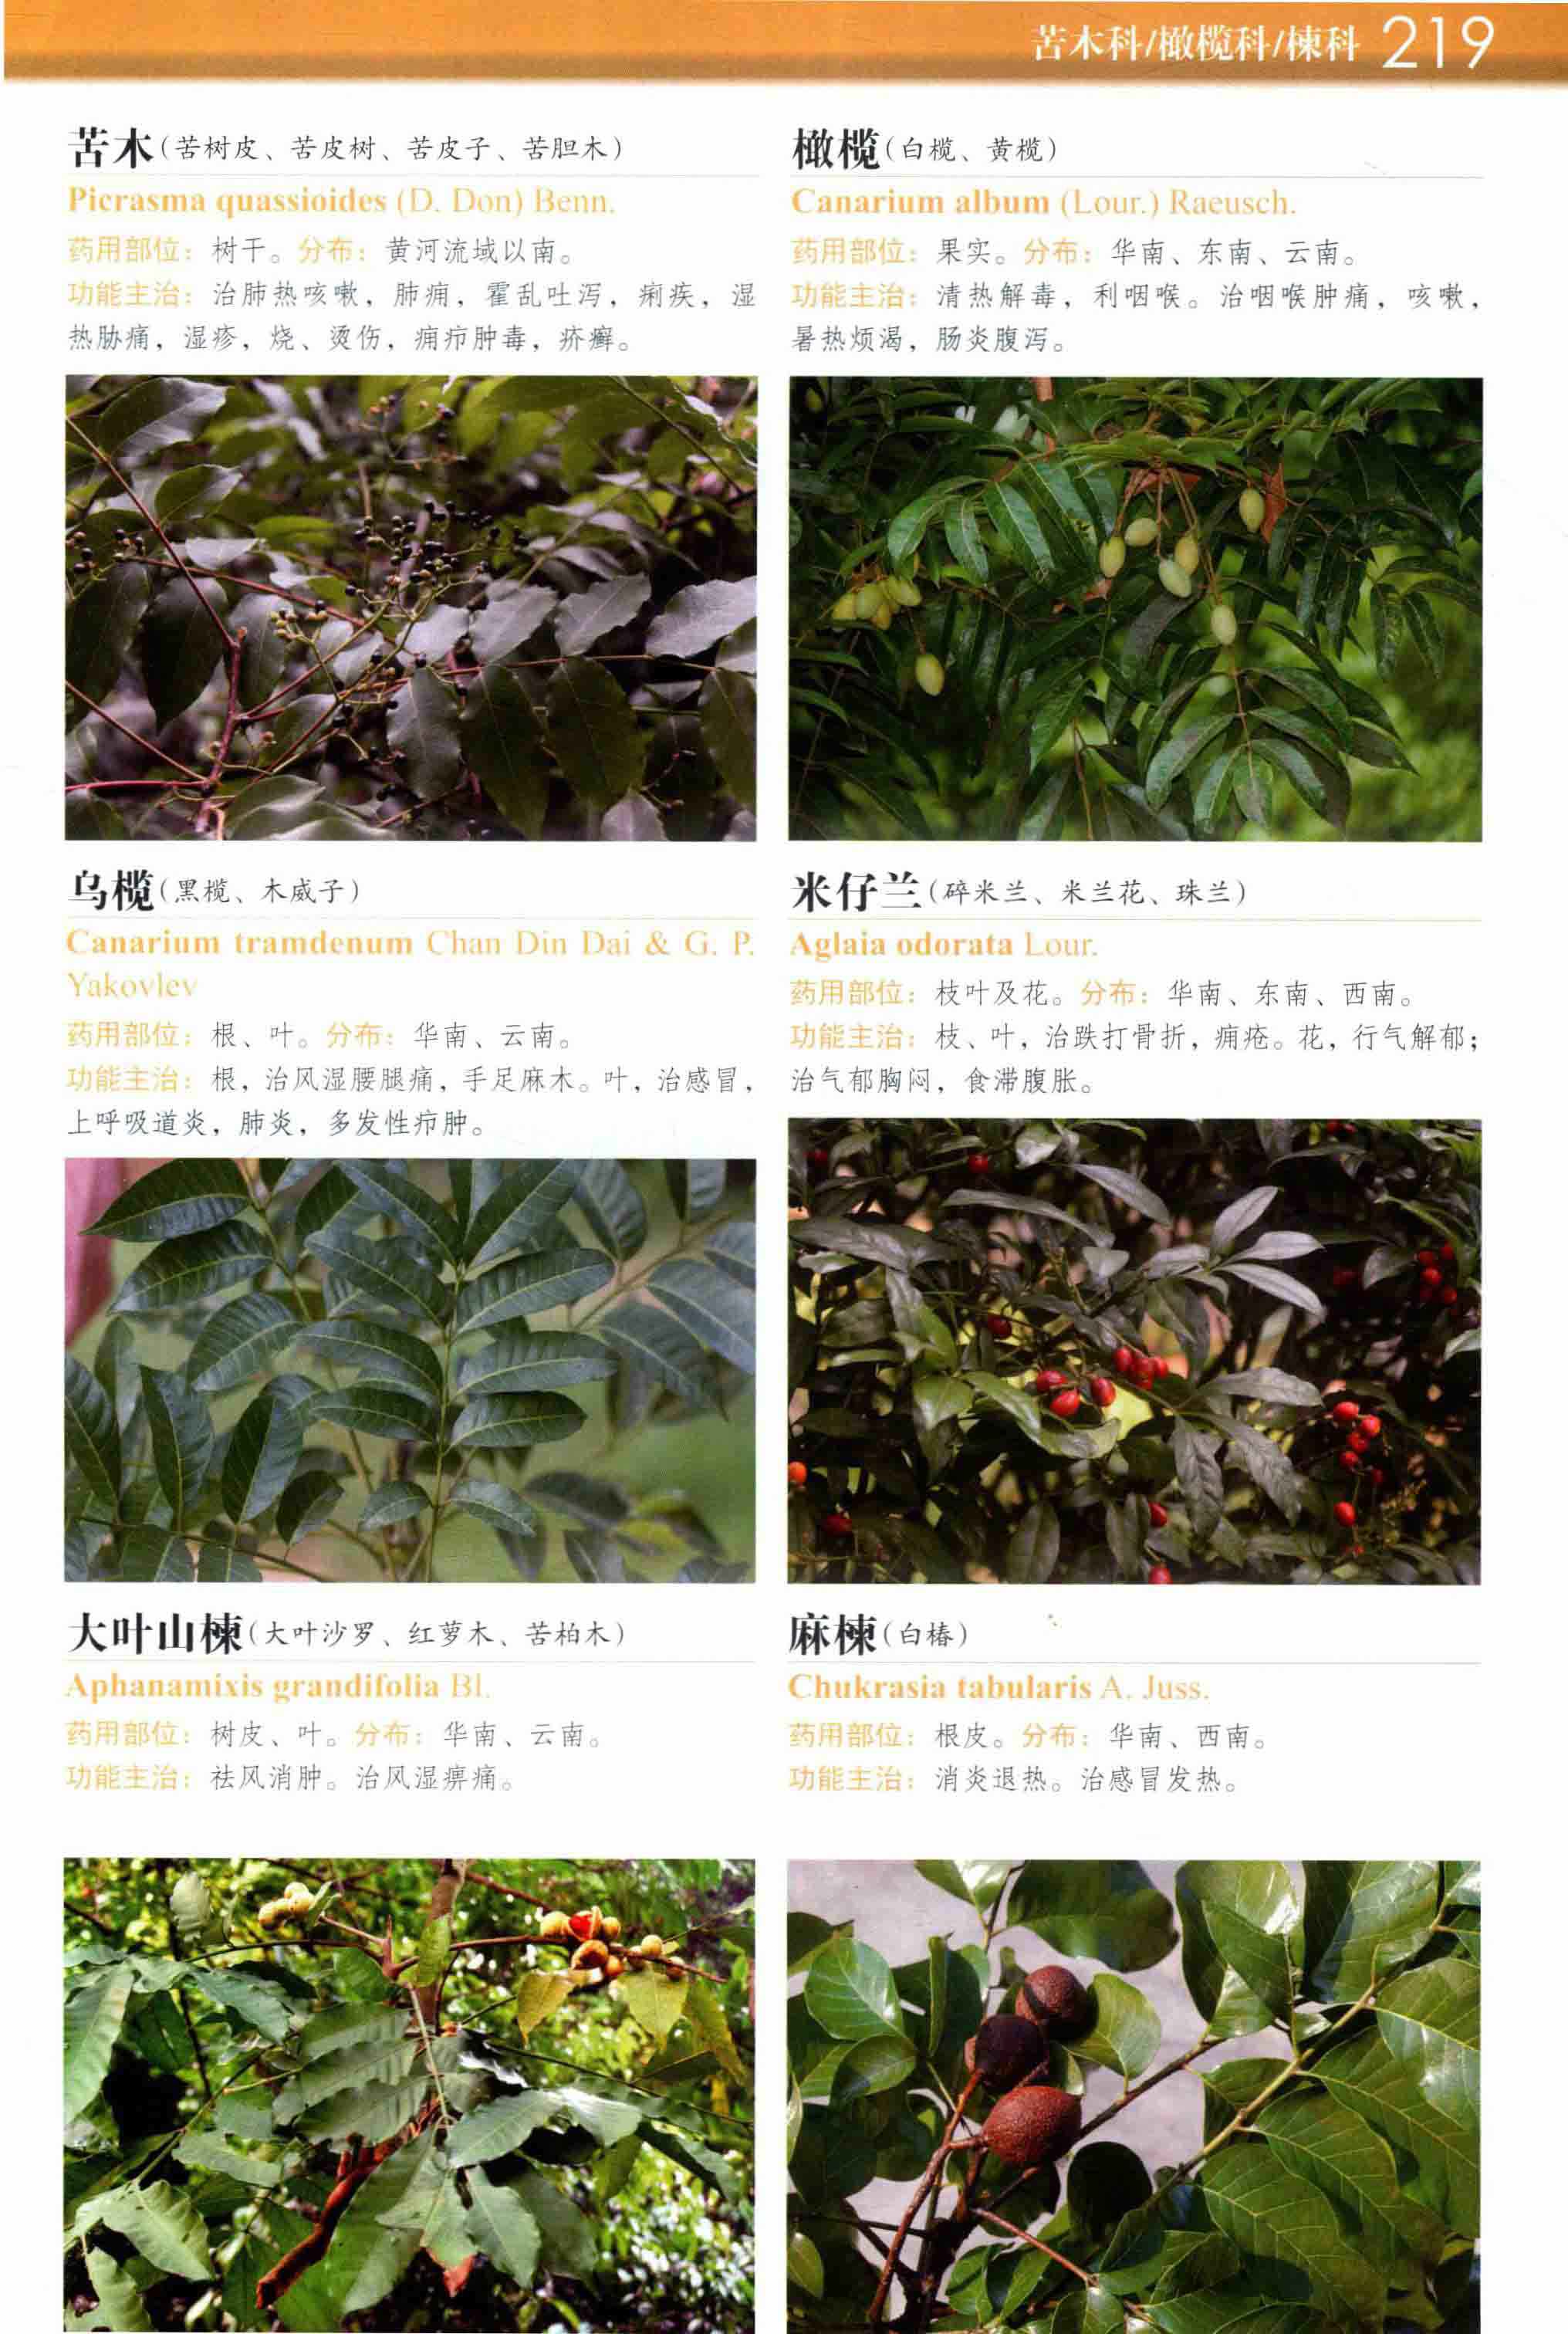 苦木科/橄榄科/楝科 219
苦木(苦树皮、苦皮树、苦皮子、苦胆木)
Picrasma quassioides (D. Don) Benn.
药用部位：树干。分布：黄河流域以南。
功能主治：治肺热咳嗽，肺痈，霍乱吐泻，痢疾，湿
热胁痛，湿疹，烧、烫伤，痈疖肿毒，疥癣。
橄榄(白榄、黄榄)
Canarium album (Lour.) Raeusch.
药用部位：果实。分布：华南、东南、云南。
功能主治：清热解毒，利咽喉。治咽喉肿痛，咳嗽，
暑热烦渴，肠炎腹泻。
乌榄(黑榄、木威子)
Canarium tramdenum Chan Din Dai & G. P.
Yakovlev
药用部位：根、叶。分布：华南、云南。
功能主治：根，治风湿腰腿痛，手足麻木。叶，治感冒，
上呼吸道炎，肺炎，多发性疖肿。
米仔兰(碎米兰、米兰花、珠兰)
Aglaia odorata Lour.
药用部位：枝叶及花。分布：华南、东南、西南。
功能主治：枝、叶，治跌打骨折，痈疮。花，行气解郁；
治气郁胸闷，食滞腹胀。
大叶山楝(大叶沙罗、红萝木、苦柏木)
Aphanamixis grandifolia Bl.
药用部位：树皮、叶。分布：华南、云南。
功能主治：祛风消肿。治风湿痹痛。
麻楝(白椿)
Chukrasia tabularis A. Juss.
药用部位：根皮。分布：华南、西南。
功能主治：消炎退热。治感冒发热。